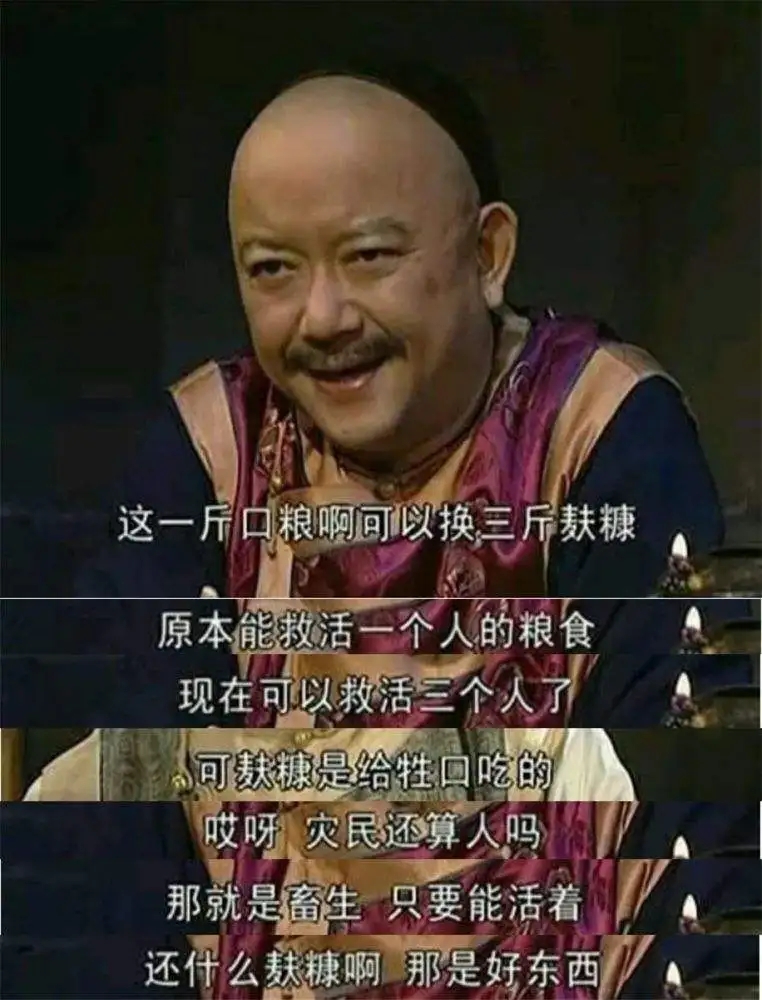 这一斤口粮啊可以换三斤麸糠
原本能救活一个人的粮食
现在可以救活三个人了
可麸糠是给牲口吃的
哎呀 灾民还算人吗
那就是畜生 只要能活着
还什么麸糠啊 那是好东西